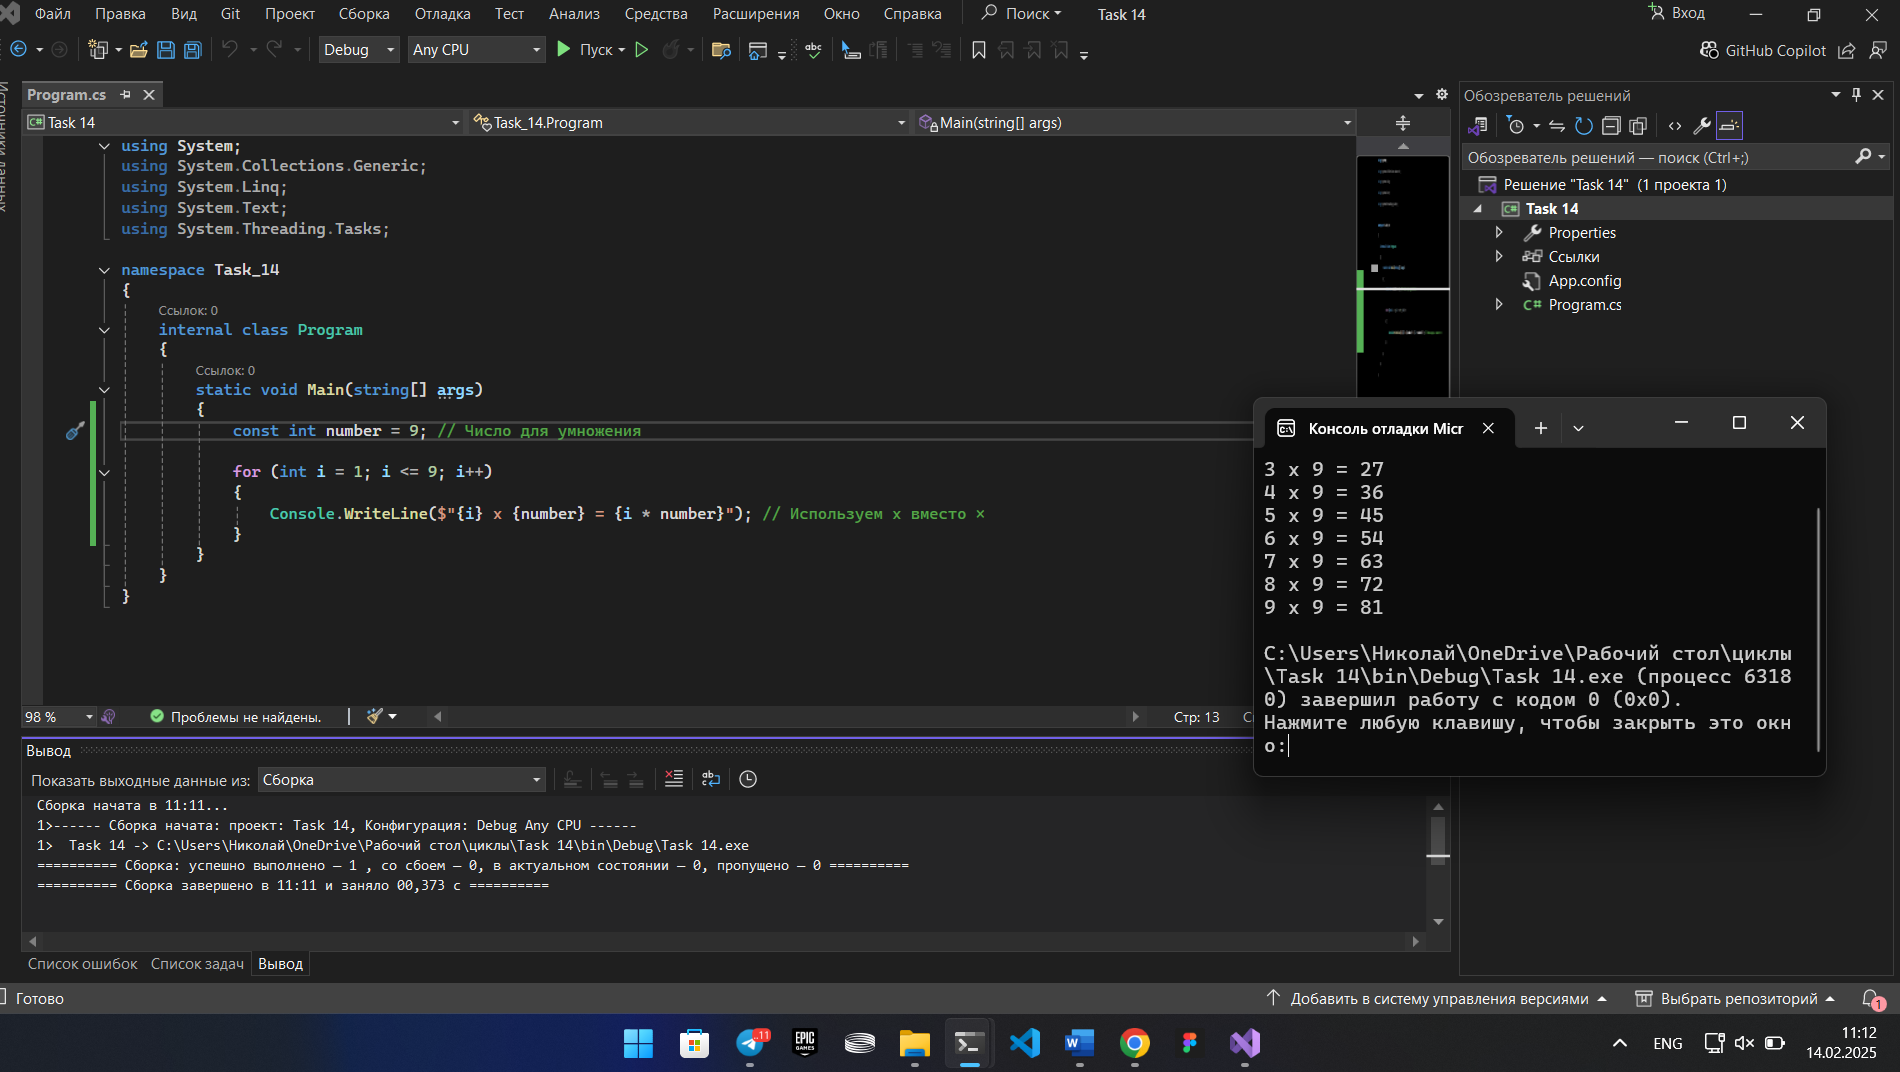 Файл Правка Вид Git Проект Сборка Отладка Тест Анализ Средства Расширения Окно Справка Поиск Task 14 Вход
Debug Any CPU Пуск GitHub Copilot
Источники данных
Program.cs
Task 14 Task_14.Program Main(string[] args)
using System;
using System.Collections.Generic;
using System.Linq;
using System.Text;
using System.Threading.Tasks;
namespace Task_14
{
Ссылок: 0
internal class Program
{
Ссылок: 0
static void Main(string[] args)
{
const int number = 9; // Число для умножения
for (int i = 1; i <= 9; i++)
{
Console.WriteLine($"{i} x {number} = {i * number}"); // Используем x вместо ×
}
}
}
}
98 % Проблемы не найдены. Стр: 13
Обозреватель решений
Обозреватель решений — поиск (Ctrl+;)
Решение "Task 14" (1 проекта 1)
Task 14
Properties
Ссылки
App.config
Program.cs
Консоль отладки Micr
3 x 9 = 27
4 x 9 = 36
5 x 9 = 45
6 x 9 = 54
7 x 9 = 63
8 x 9 = 72
9 x 9 = 81
C:\Users\Николай\OneDrive\Рабочий стол\циклы
\Task 14\bin\Debug\Task 14.exe (процесс 6318
0) завершил работу с кодом 0 (0x0).
Нажмите любую клавишу, чтобы закрыть это окн
о:
Вывод
Показать выходные данные из: Сборка
Сборка начата в 11:11...
1>------ Сборка начата: проект: Task 14, Конфигурация: Debug Any CPU ------
1>  Task 14 -> C:\Users\Николай\OneDrive\Рабочий стол\циклы\Task 14\bin\Debug\Task 14.exe
========== Сборка: успешно выполнено — 1 , со сбоем — 0, в актуальном состоянии — 0, пропущено — 0 ==========
========== Сборка завершено в 11:11 и заняло 00,373 с ==========
Список ошибок Список задач Вывод
Готово Добавить в систему управления версиями Выбрать репозиторий 1
..11 EPIC GAMES ENG 11:12
14.02.2025